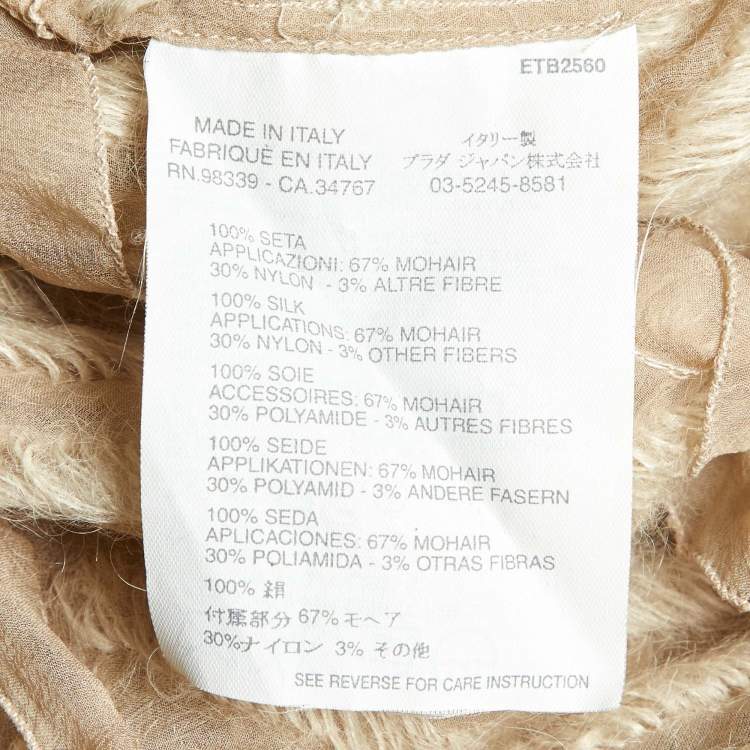 ETB2560
MADE IN ITALY
FABRIQUÈ EN ITALY
RN.98339 - CA.34767
イタリー製
プラダ ジャパン株式会社
03-5245-8581
100% SETA
APPLICAZIONI: 67% MOHAIR
30% NYLON - 3% ALTRE FIBRE
100% SILK
APPLICATIONS: 67% MOHAIR
30% NYLON - 3% OTHER FIBERS
100% SOIE
ACCESSOIRES: 67% MOHAIR
30% POLYAMIDE - 3% AUTRES FIBRES
100% SEIDE
APPLIKATIONEN: 67% MOHAIR
30% POLYAMID - 3% ANDERE FASERN
100% SEDA
APLICACIONES: 67% MOHAIR
30% POLIAMIDA - 3% OTRAS FIBRAS
100% 絹
付属部分 67% モヘア
30%ナイロン 3% その他
SEE REVERSE FOR CARE INSTRUCTION